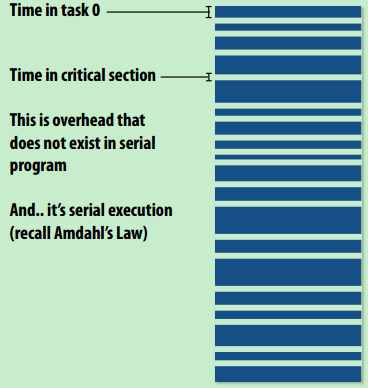 Time in task 0
Time in critical section
This is overhead that
does not exist in serial
program
And.. it's serial execution
(recall Amdahl's Law)